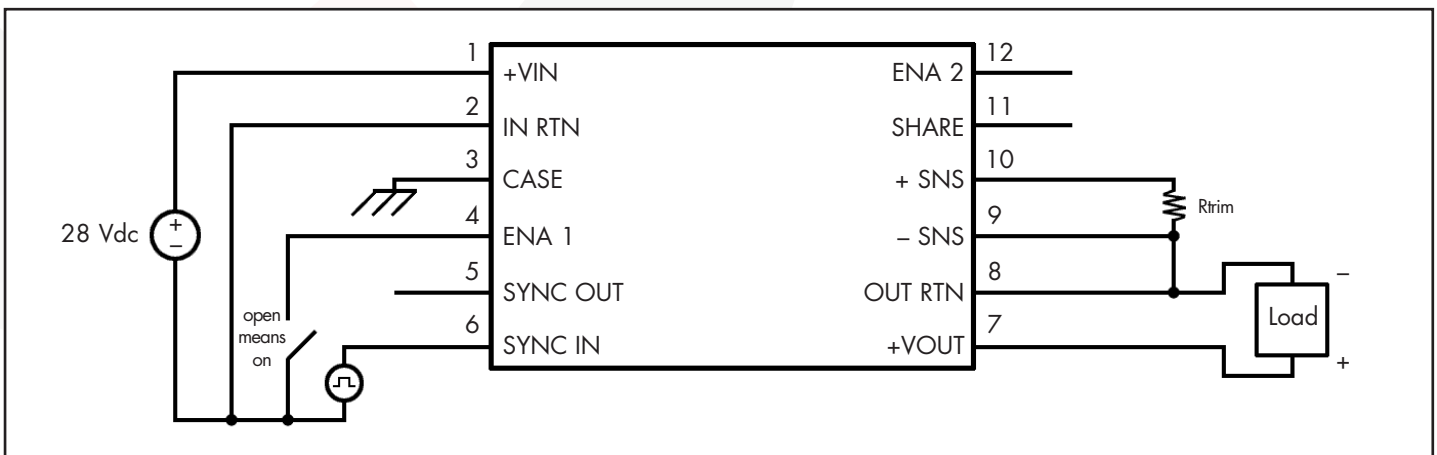 1
+VIN
2
IN RTN
3
CASE
4
ENA 1
5
SYNC OUT
6
SYNC IN
12
ENA 2
11
SHARE
10
+ SNS
9
– SNS
8
OUT RTN
7
+VOUT
28 Vdc
+
–
open
means
on
Rtrim
Load
–
+